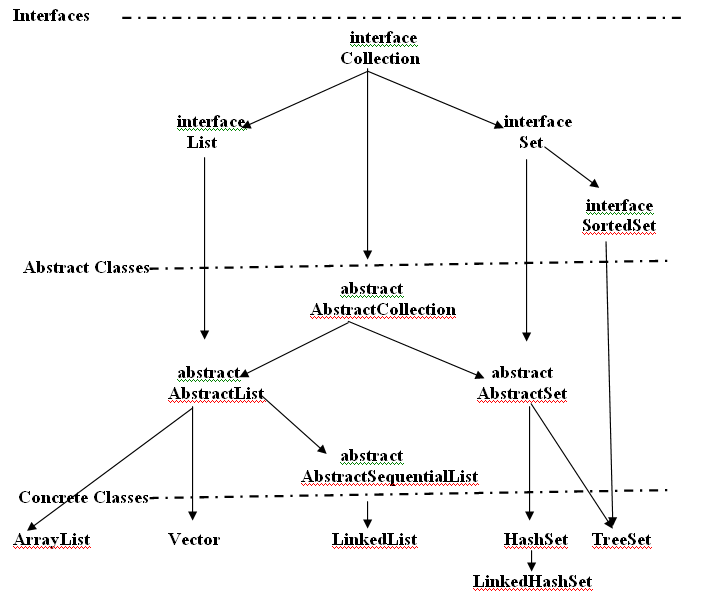 Interfaces
interface
Collection
interface
List
interface
Set
interface
SortedSet
Abstract Classes
abstract
AbstractCollection
abstract
AbstractList
abstract
AbstractSet
abstract
AbstractSequentialList
Concrete Classes
ArrayList
Vector
LinkedList
HashSet
TreeSet
LinkedHashSet